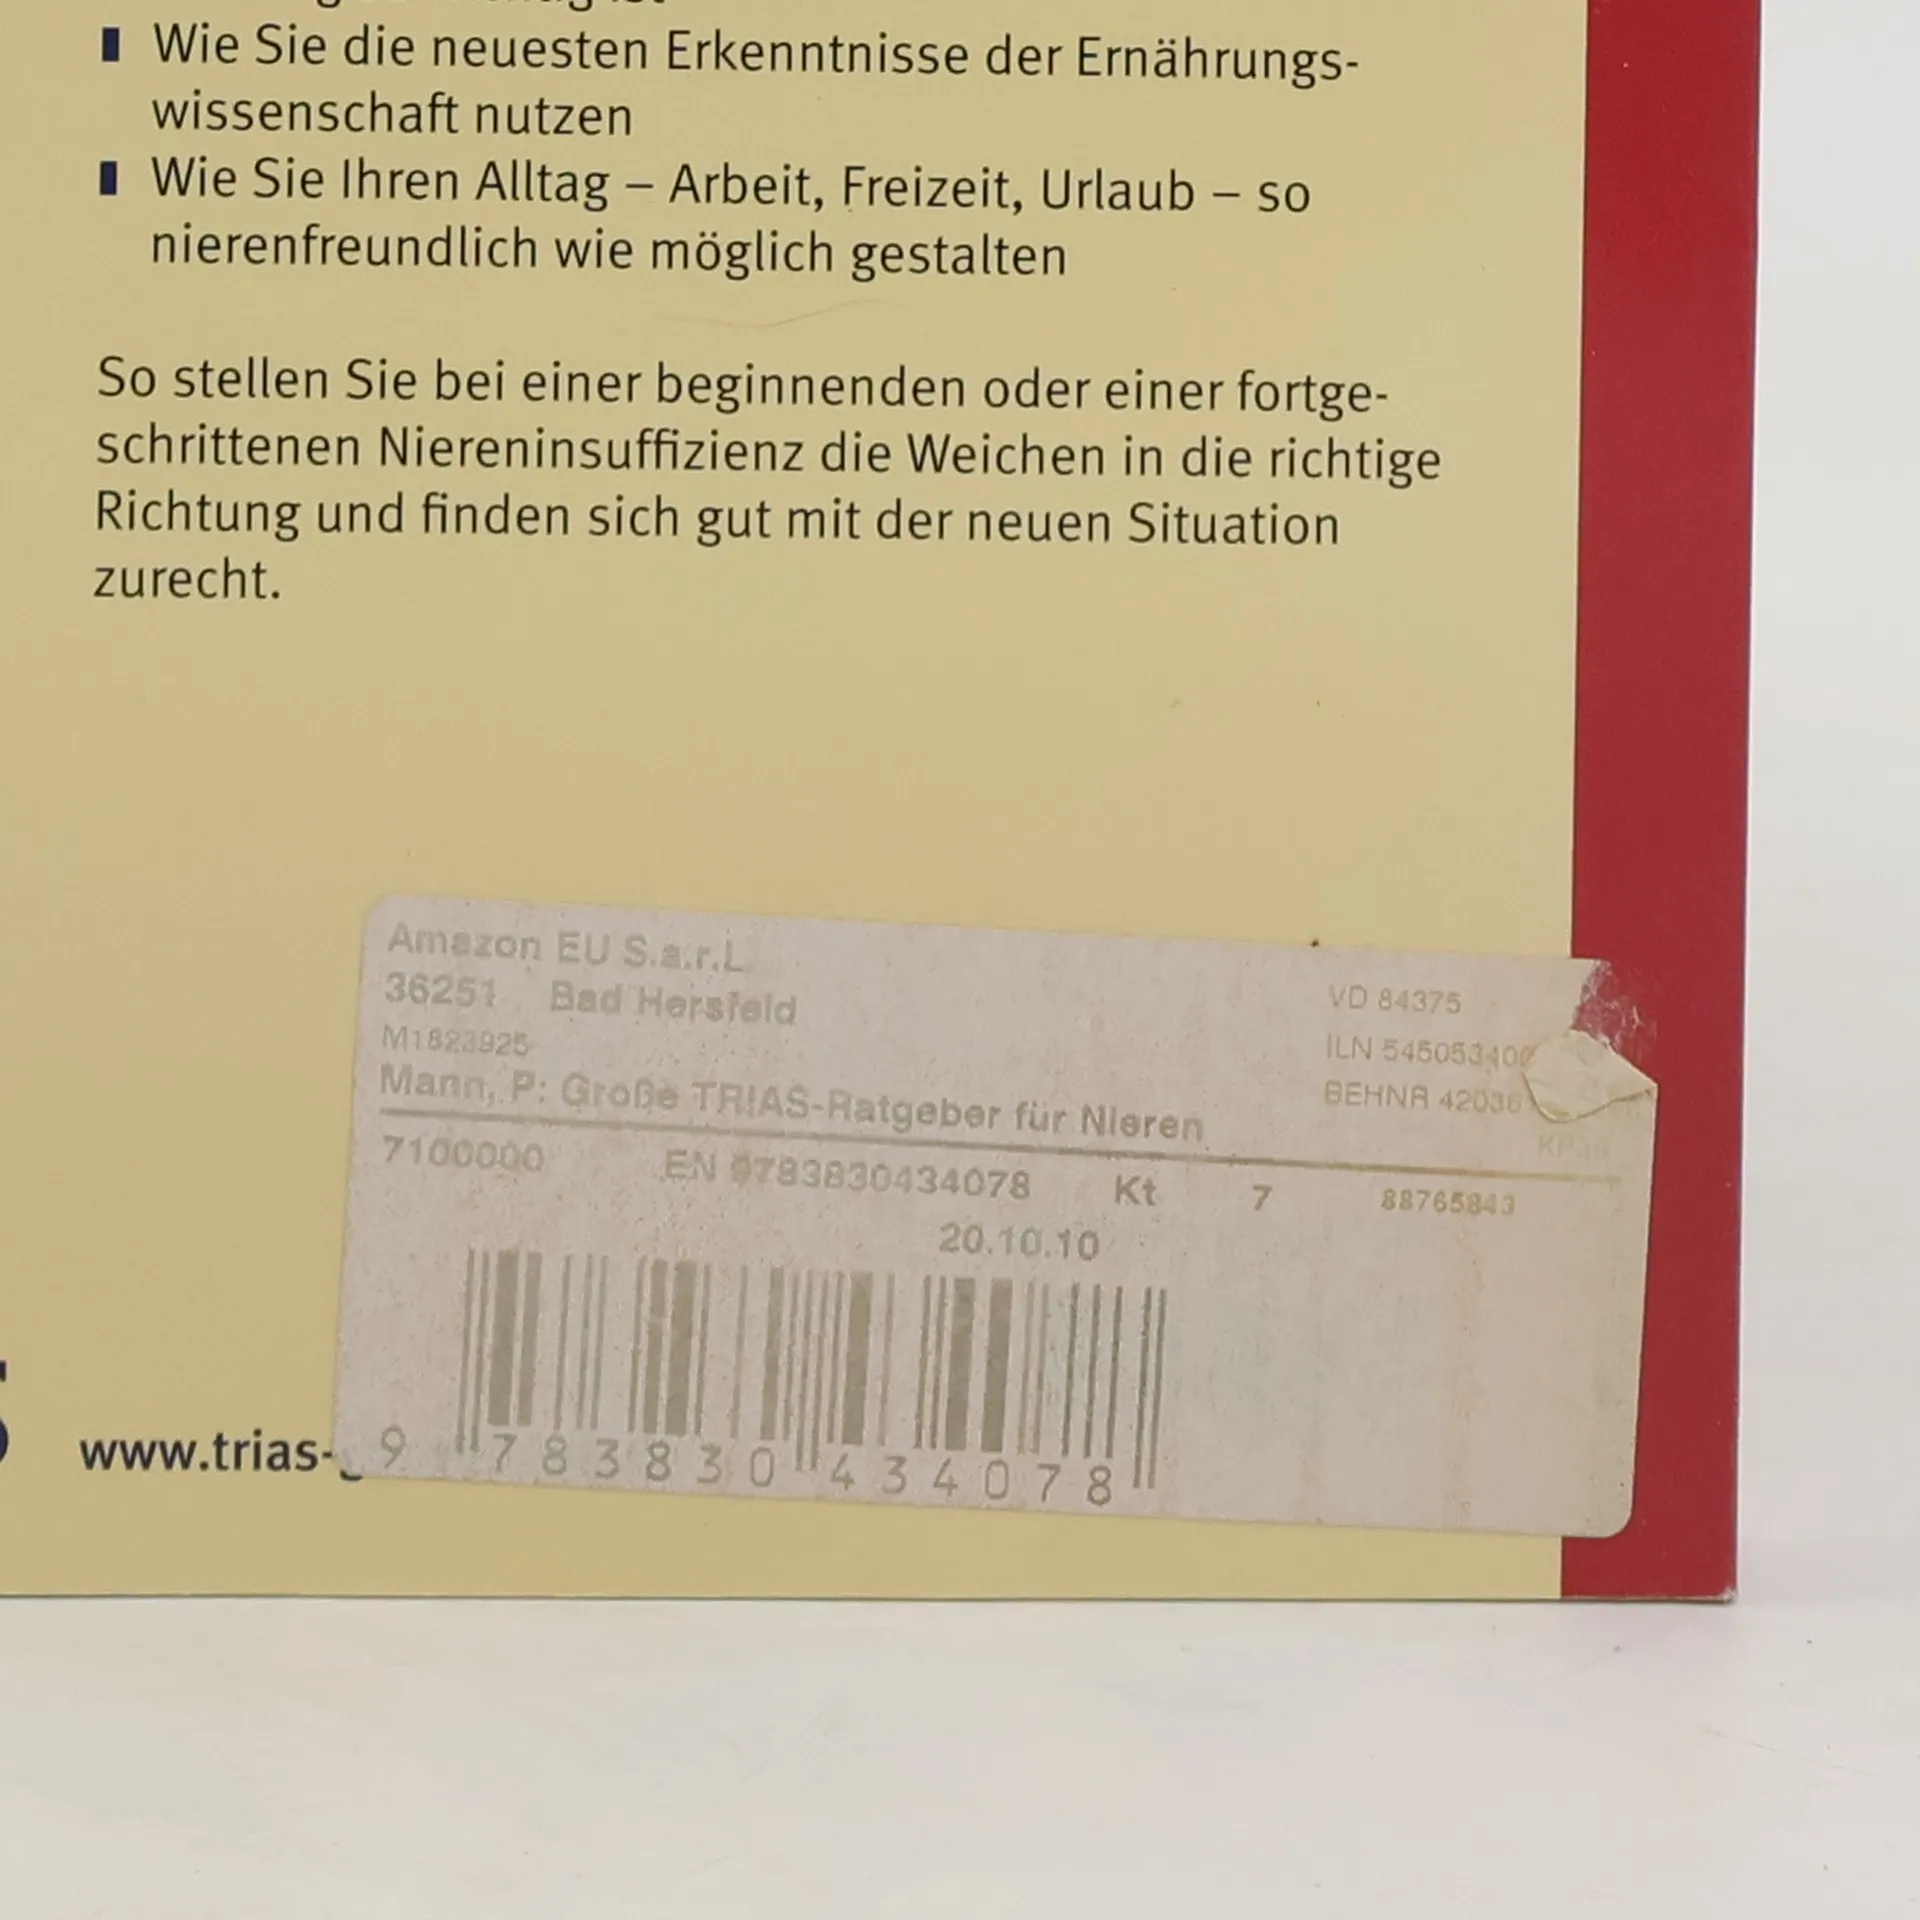 Wie Sie die neuesten Erkenntnisse der Ernährungs-
wissenschaft nutzen
Wie Sie Ihren Alltag – Arbeit, Freizeit, Urlaub – so
nierenfreundlich wie möglich gestalten
So stellen Sie bei einer beginnenden oder einer fortge-
schrittenen Niereninsuffizienz die Weichen in die richtige
Richtung und finden sich gut mit der neuen Situation
zurecht.
Amazon EU S.a.r.L
36251 Bad Hersfeld
M1823925
Mann, P: Große TRIAS-Ratgeber für Nieren
VD 84375
ILN
BEHNR
7100000 EN 9783830434078 Kt 7 88765843
20.10.10
9 783830 434078
www.trias-